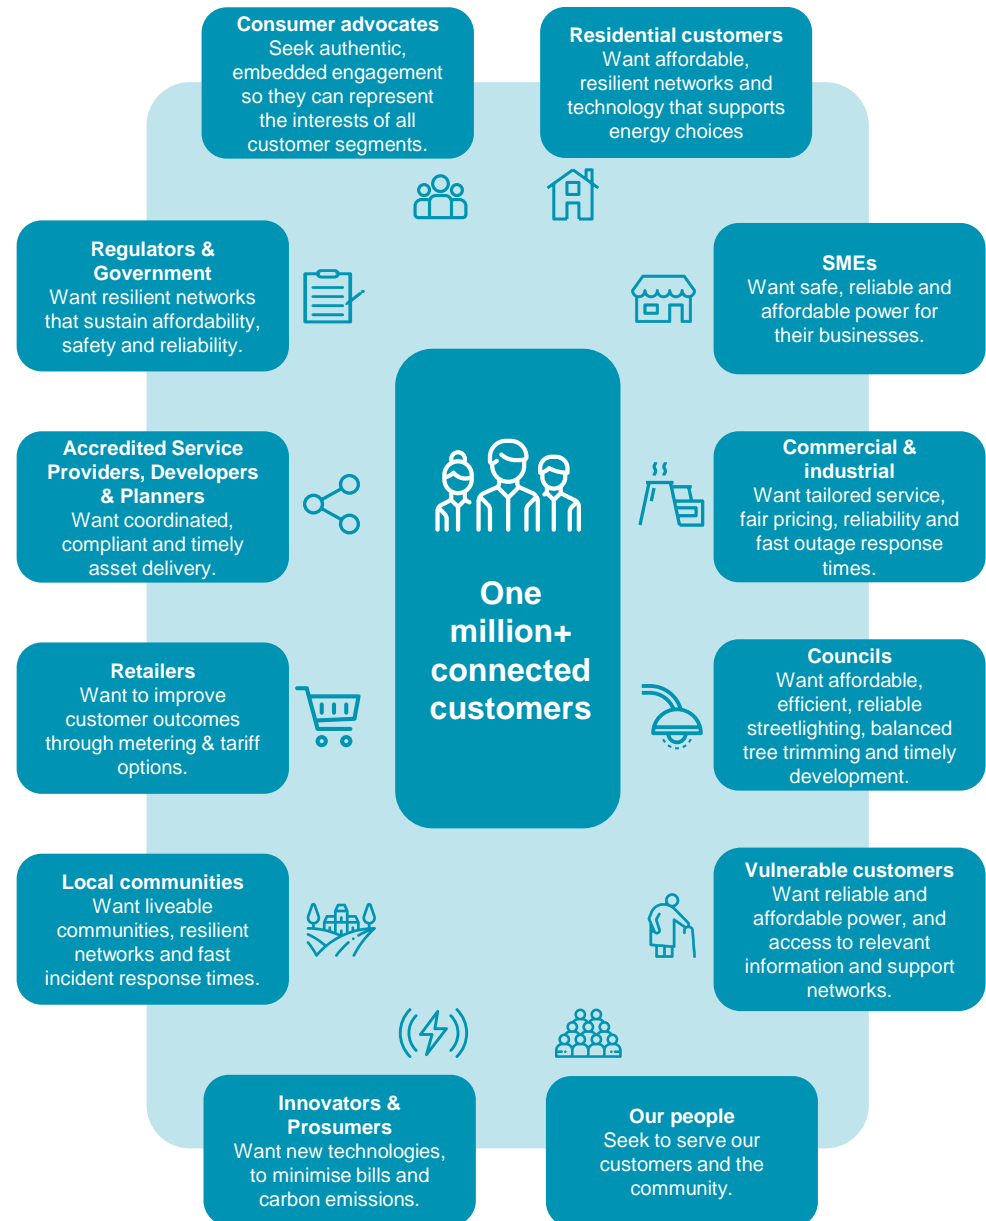 Consumer advocates
Seek authentic,
embedded engagement
so they can represent
the interests of all
customer segments.
Residential customers
Want affordable,
resilient networks and
technology that supports
energy choices
Regulators &
Government
Want resilient networks
that sustain affordability,
safety and reliability.
SMEs
Want safe, reliable and
affordable power for
their businesses.
Accredited Service
Providers, Developers
& Planners
Want coordinated,
compliant and timely
asset delivery.
One
million+
connected
customers
Commercial &
industrial
Want tailored service,
fair pricing, reliability and
fast outage response
times.
Retailers
Want to improve
customer outcomes
through metering & tariff
options.
Councils
Want affordable,
efficient, reliable
streetlighting, balanced
tree trimming and timely
development.
Local communities
Want liveable
communities, resilient
networks and fast
incident response times.
Vulnerable customers
Want reliable and
affordable power, and
access to relevant
information and support
networks.
Innovators &
Prosumers
Want new technologies,
to minimise bills and
carbon emissions.
Our people
Seek to serve our
customers and the
community.